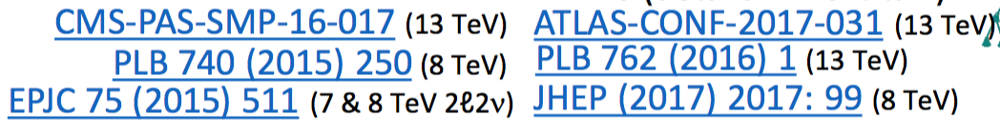 CMS-PAS-SMP-16-017 (13 TeV) ATLAS-CONF-2017-031 (13 TeV)
PLB 740 (2015) 250 (8 TeV) PLB 762 (2016) 1 (13 TeV)
EPJC 75 (2015) 511 (7 & 8 TeV 2ℓ2ν) JHEP (2017) 2017: 99 (8 TeV)